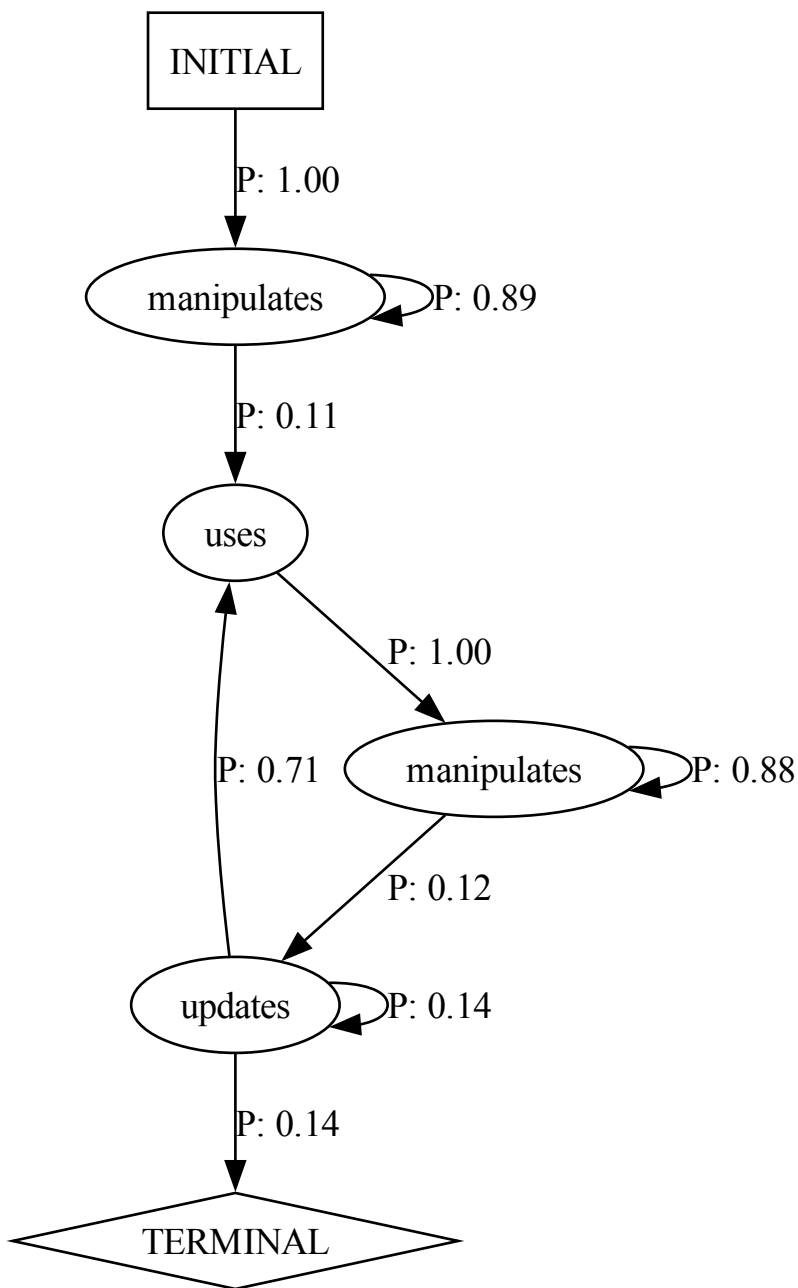 INITIAL
P: 1.00
manipulates
P: 0.89
P: 0.11
uses
P: 1.00
P: 0.71
manipulates
P: 0.88
P: 0.12
updates
P: 0.14
P: 0.14
TERMINAL